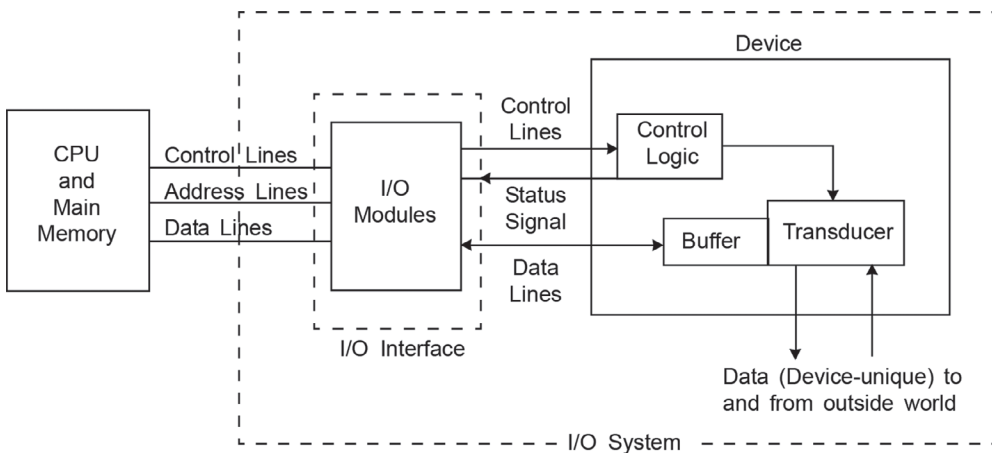 Device
CPU
and
Main
Memory
Control Lines
Address Lines
Data Lines
I/O
Modules
I/O Interface
Control
Lines
Status
Signal
Data
Lines
Control
Logic
Buffer
Transducer
Data (Device-unique) to
and from outside world
I/O System